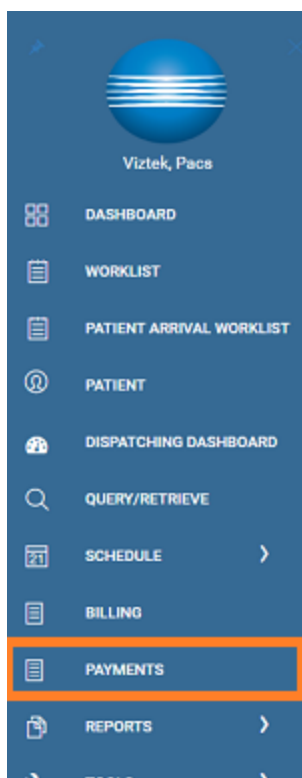 Viztek, Pacs
DASHBOARD
WORKLIST
PATIENT ARRIVAL WORKLIST
PATIENT
DISPATCHING DASHBOARD
QUERY/RETRIEVE
21 SCHEDULE
BILLING
PAYMENTS
REPORTS